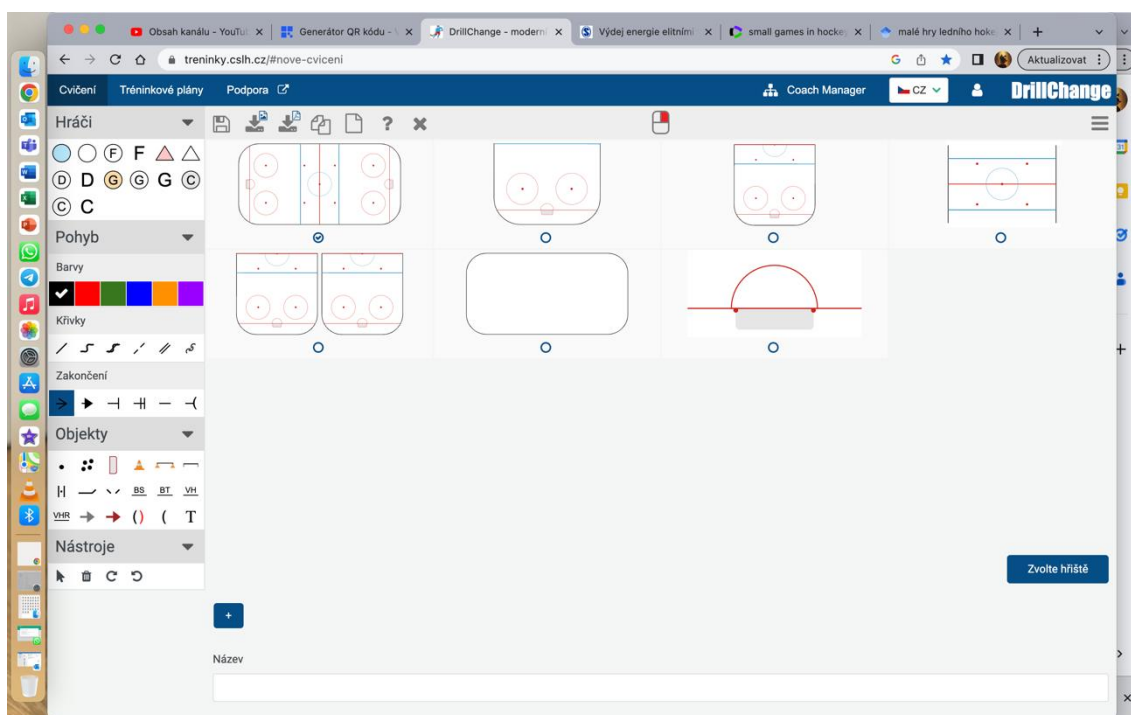 Obsah kanálu - YouTu
Generátor QR kódu -
DrillChange - moderní
Výdej energie elitními
small games in hockey
malé hry ledního hoke
treninky.cslh.cz/#nove-cviceni
Aktualizovat
Cvičení Tréninkové plány Podpora
Coach Manager
CZ
DrillChange
Hráči
F F
D D G G G C
C C
Pohyb
Barvy
Křivky
Zakončení
Objekty
BS BT VH
VHR ( ) ( T
Nástroje
Zvolte hřiště
+
Název